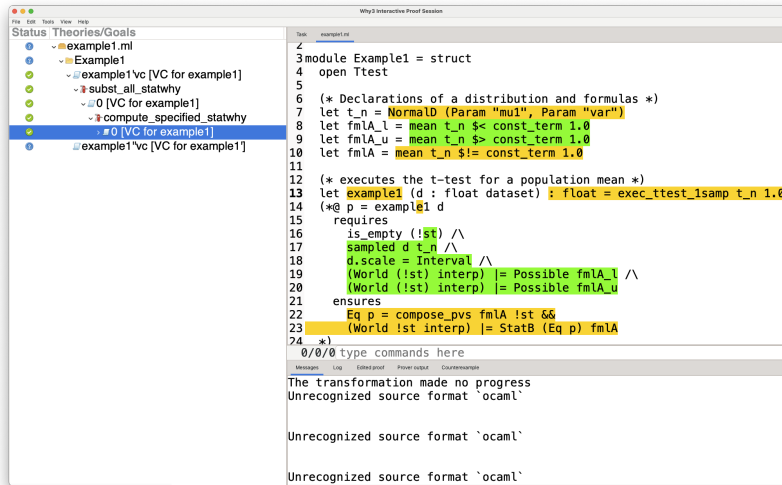 Why3 Interactive Proof Session
File Edit Tools View Help
Status Theories/Goals
example1.ml
Example1
example1'vc [VC for example1]
subst_all_statwhy
0 [VC for example1]
compute_specified_statwhy
0 [VC for example1]
example1''vc [VC for example1']
Task example1.ml
2
3 module Example1 = struct
4 open Ttest
5
6 (* Declarations of a distribution and formulas *)
7 let t_n = NormalD (Param "mu1", Param "var")
8 let fmlA_l = mean t_n $< const_term 1.0
9 let fmlA_u = mean t_n $> const_term 1.0
10 let fmlA = mean t_n $!= const_term 1.0
11
12 (* executes the t-test for a population mean *)
13 let example1 (d : float dataset) : float = exec_ttest_1samp t_n 1.0
14 (*@ p = example1 d
15 requires
16 is_empty (!st) /\
17 sampled d t_n /\
18 d.scale = Interval /\
19 (World (!st) interp) |= Possible fmlA_l /\
20 (World (!st) interp) |= Possible fmlA_u
21 ensures
22 Eq p = compose_pvs fmlA !st &&
23 (World !st interp) |= StatB (Eq p) fmlA
24 *)
0/0/0 type commands here
Messages Log Edited proof Prover output Counterexample
The transformation made no progress
Unrecognized source format `ocaml`
Unrecognized source format `ocaml`
Unrecognized source format `ocaml`